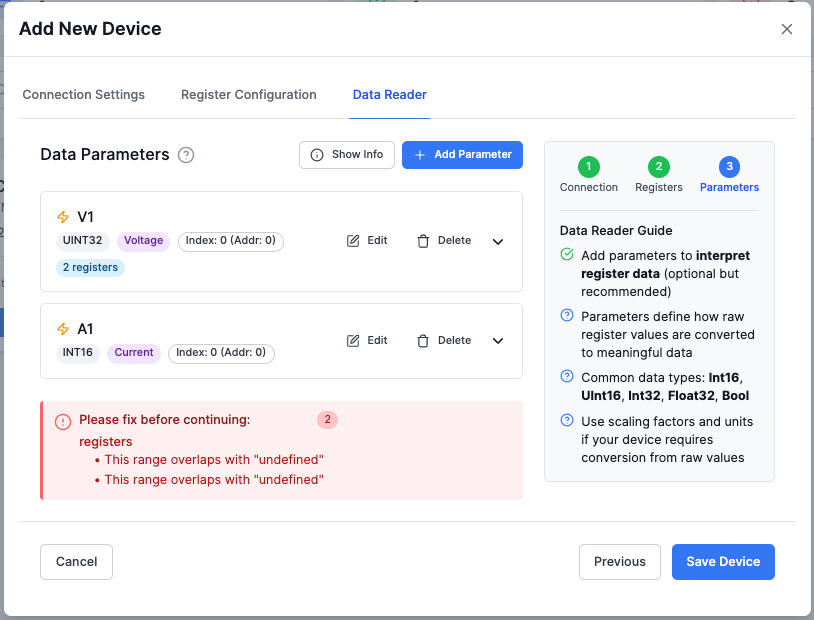 Add New Device
Connection Settings
Register Configuration
Data Reader
Data Parameters
Show Info
Add Parameter
V1
UINT32
Voltage
Index: 0 (Addr: 0)
2 registers
Edit
Delete
A1
INT16
Current
Index: 0 (Addr: 0)
Edit
Delete
Please fix before continuing:
2
registers
• This range overlaps with "undefined"
• This range overlaps with "undefined"
1
2
3
Connection
Registers
Parameters
Data Reader Guide
Add parameters to interpret
register data (optional but
recommended)
Parameters define how raw
register values are converted
to meaningful data
Common data types: Int16,
UInt16, Int32, Float32, Bool
Use scaling factors and units
if your device requires
conversion from raw values
Cancel
Previous
Save Device